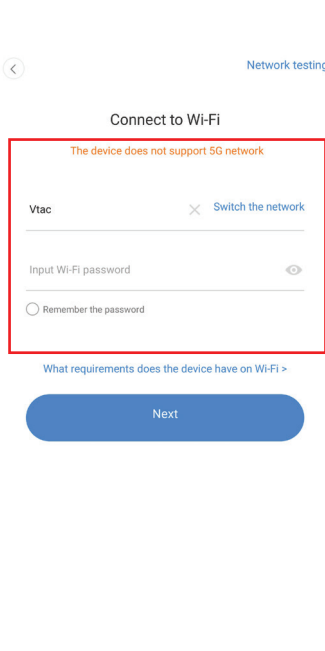 Network testing
Connect to Wi-Fi
The device does not support 5G network
Vtac
Switch the network
Input Wi-Fi password
Remember the password
What requirements does the device have on Wi-Fi >
Next